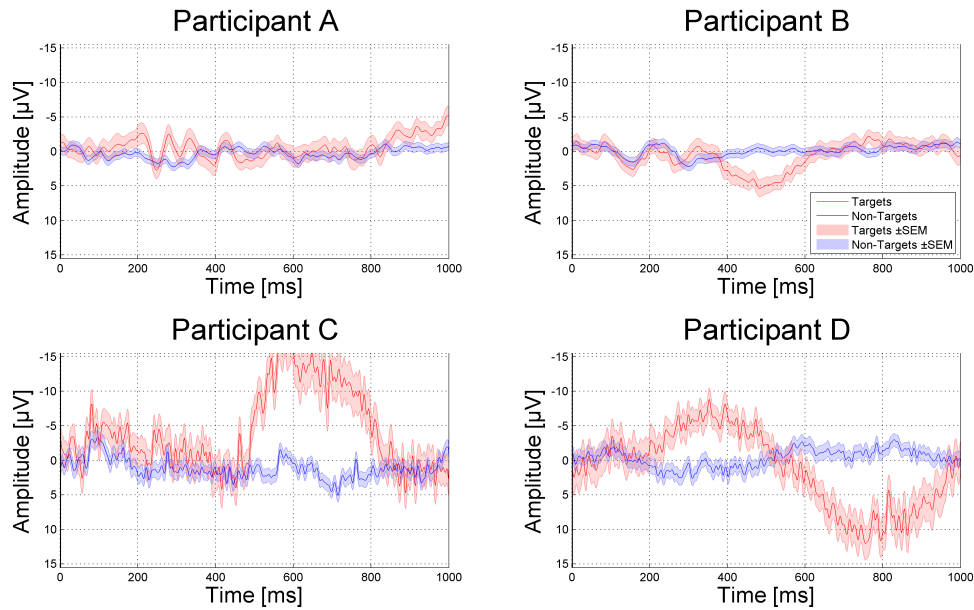 Participant A
Amplitude [µV]
-15
-10
-5
0
5
10
15
0 200 400 600 800 1000
Time [ms]
Participant B
Amplitude [µV]
-15
-10
-5
0
5
10
15
Targets
Non-Targets
Targets ±SEM
Non-Targets ±SEM
0 200 400 600 800 1000
Time [ms]
Participant C
Amplitude [µV]
-15
-10
-5
0
5
10
15
0 200 400 600 800 1000
Time [ms]
Participant D
Amplitude [µV]
-15
-10
-5
0
5
10
15
0 200 400 600 800 1000
Time [ms]